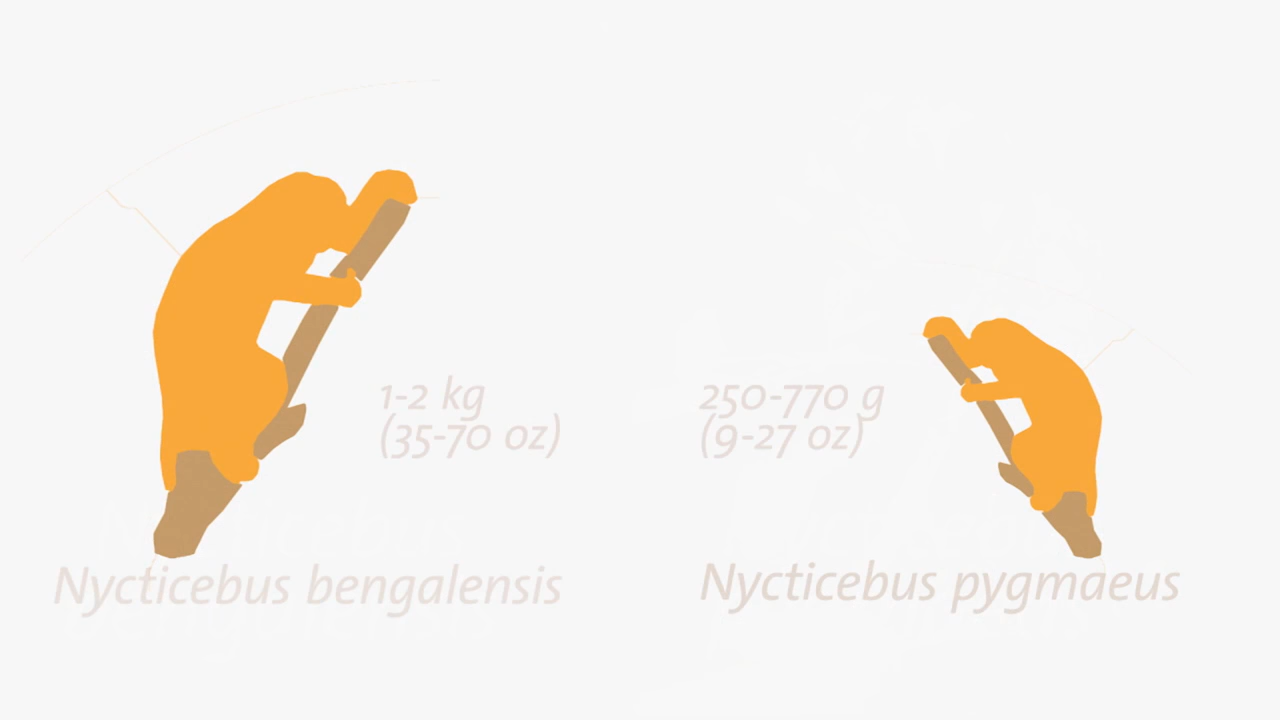 1-2 kg
(35-70 oz)
Nycticebus bengalensis
250-770 g
(9-27 oz)
Nycticebus pygmaeus